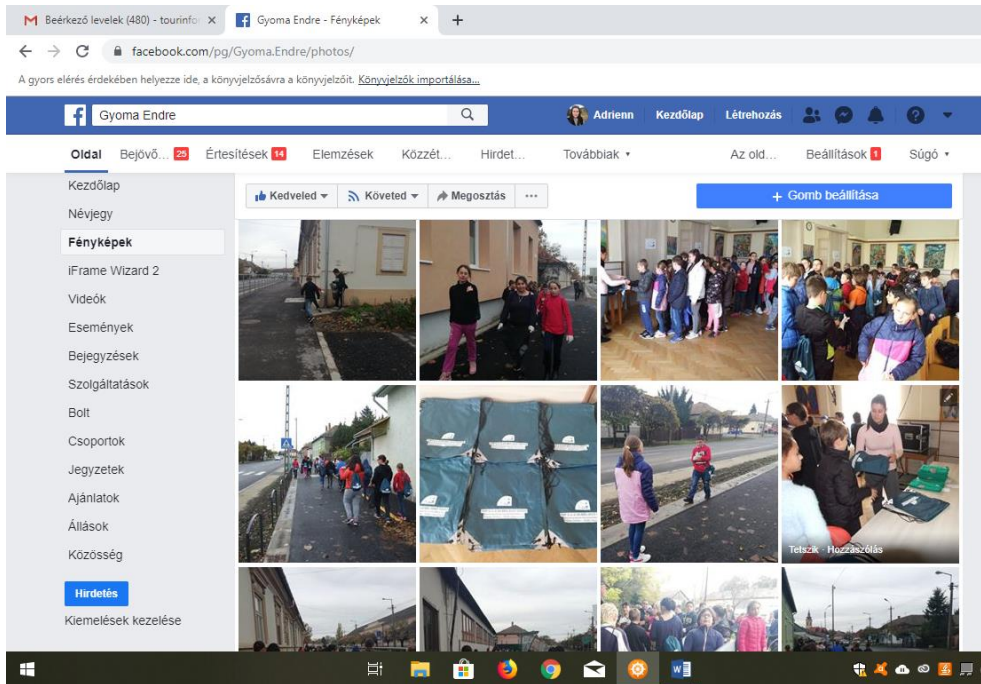 Beérkező levelek (480) - tourinfo
Gyoma Endre - Fényképek
facebook.com/pg/Gyoma.Endre/photos/
A gyors elérés érdekében helyezze ide, a könyvjelzősávra a könyvjelzőit. Könyvjelzők importálása...
Gyoma Endre
Adrienn Kezdőlap Létrehozás
Oldal Bejövő... 25 Értesítések 14 Elemzések Közzét... Hirdet... Továbbiak Az old... Beállítások 1 Súgó
Kedveled Követed Megosztás ... + Gomb beállítása
Kezdőlap
Névjegy
Fényképek
iFrame Wizard 2
Videók
Események
Bejegyzések
Szolgáltatások
Bolt
Csoportok
Jegyzetek
Ajánlatok
Állások
Közösség
Tetszik · Hozzászólás
Hirdetés
Kiemelések kezelése